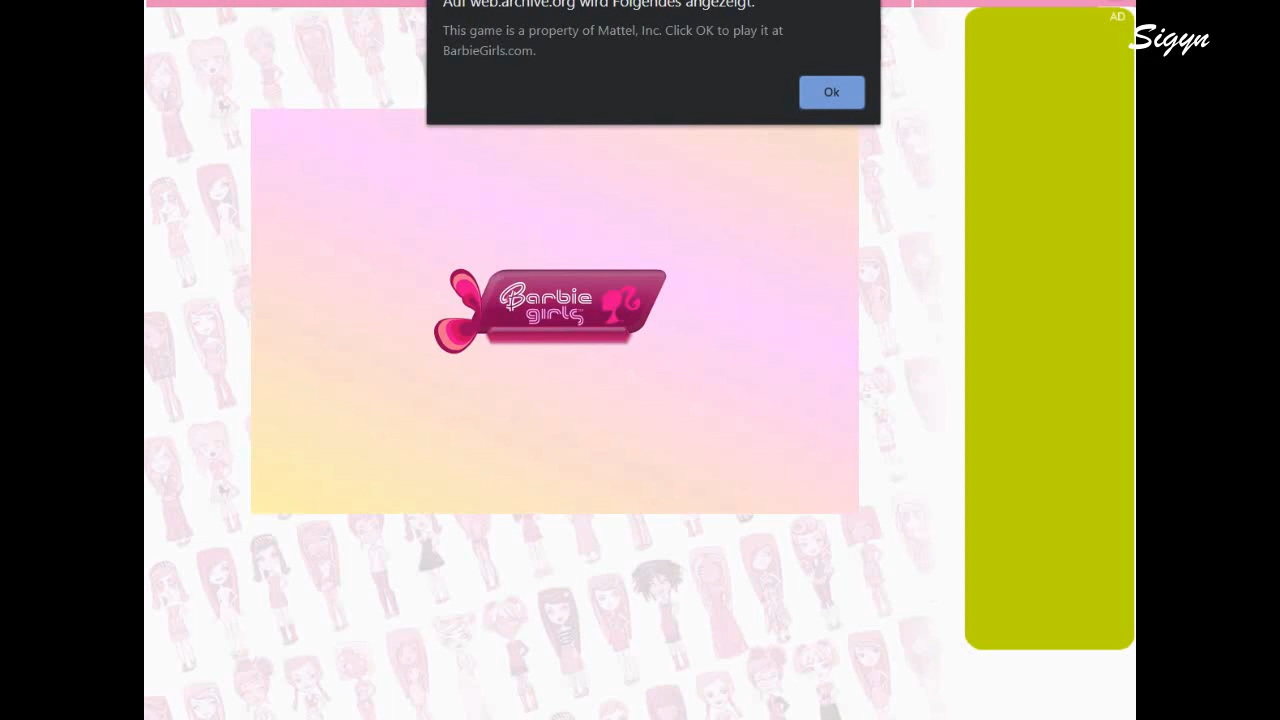 Auf web.archive.org wird Folgendes angezeigt:
This game is a property of Mattel, Inc. Click OK to play it at
BarbieGirls.com.
Ok
AD
Sigyn
Barbie
girls